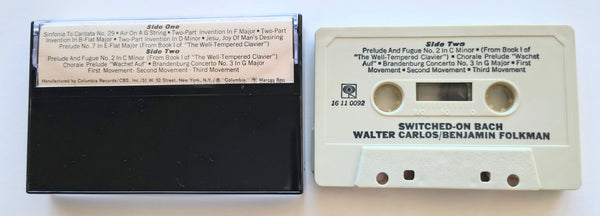 Side One
Sinfonia To Cantata No. 29 • Air On A G String • Two-Part Invention In F Major • Two-Part
Invention In B-Flat Major • Two-Part Invention In D Minor • Jesu, Joy Of Man's Desiring
Prelude No. 7 In E-Flat Major (From Book I of "The Well-Tempered Clavier")
Side Two
Prelude And Fugue No. 2 In C Minor • (From Book I of "The Well-Tempered Clavier") • Chorale
Prelude "Wachet Auf" • Brandenburg Concerto No. 3 In G Major
First Movement • Second Movement • Third Movement
Manufactured by Columbia Records/CBS, Inc./51 W. 52 Street, New York, N.Y./® "Columbia," Marcas Reg.
Side Two
Prelude And Fugue No. 2 In C Minor • (From Book I of
"The Well-Tempered Clavier") • Chorale Prelude "Wachet
Auf" • Brandenburg Concerto No. 3 In G Major • First
Movement • Second Movement • Third Movement
16 11 0092
SWITCHED-ON BACH
WALTER CARLOS/BENJAMIN FOLKMAN